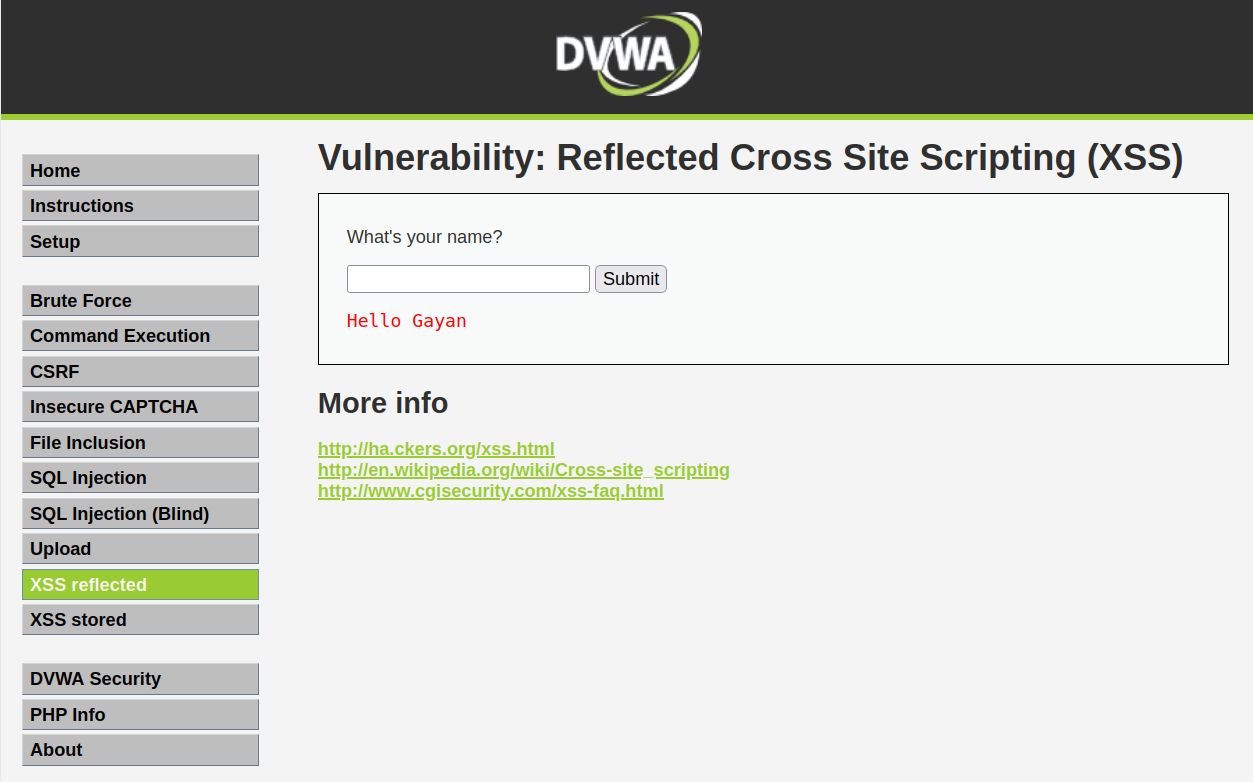 DVWA
Home
Instructions
Setup
Brute Force
Command Execution
CSRF
Insecure CAPTCHA
File Inclusion
SQL Injection
SQL Injection (Blind)
Upload
XSS reflected
XSS stored
DVWA Security
PHP Info
About
Vulnerability: Reflected Cross Site Scripting (XSS)
What's your name?
Submit
Hello Gayan
More info
http://ha.ckers.org/xss.html
http://en.wikipedia.org/wiki/Cross-site_scripting
http://www.cgisecurity.com/xss-faq.html